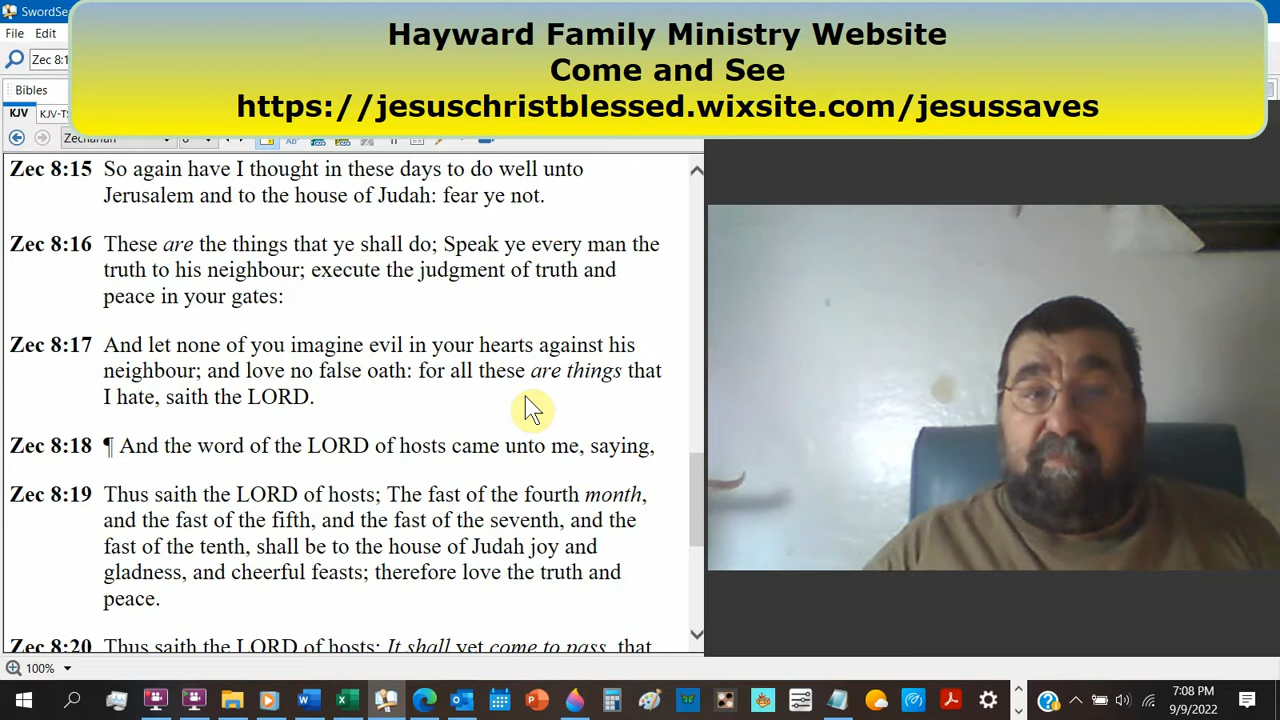 SwordSe
Hayward Family Ministry Website
Come and See
https://jesuschristblessed.wixsite.com/jesussaves
File Edit
Zec 8:1
Bibles
KJV
Zechariah
Zec 8:15 So again have I thought in these days to do well unto
Jerusalem and to the house of Judah: fear ye not.
Zec 8:16 These are the things that ye shall do; Speak ye every man the
truth to his neighbour; execute the judgment of truth and
peace in your gates:
Zec 8:17 And let none of you imagine evil in your hearts against his
neighbour; and love no false oath: for all these are things that
I hate, saith the LORD.
Zec 8:18 ¶ And the word of the LORD of hosts came unto me, saying,
Zec 8:19 Thus saith the LORD of hosts; The fast of the fourth month,
and the fast of the fifth, and the fast of the seventh, and the
fast of the tenth, shall be to the house of Judah joy and
gladness, and cheerful feasts; therefore love the truth and
peace.
Zec 8:20 Thus saith the LORD of hosts; It shall yet come to pass, that
100%
7:08 PM
9/9/2022